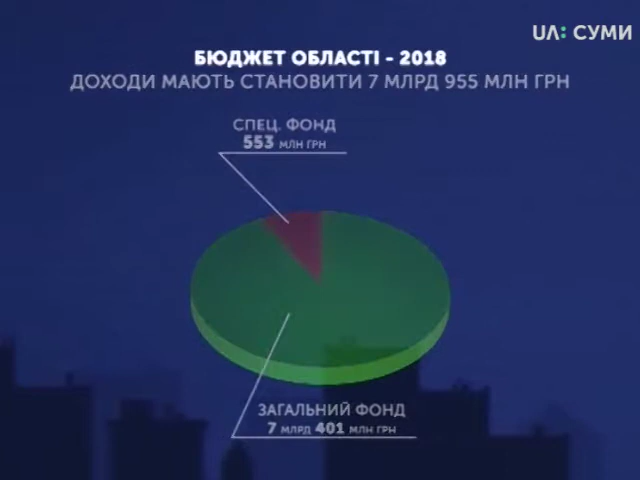 UA: СУМИ
БЮДЖЕТ ОБЛАСТІ - 2018
ДОХОДИ МАЮТЬ СТАНОВИТИ 7 МЛРД 955 МЛН ГРН
СПЕЦ. ФОНД
553 МЛН ГРН
ЗАГАЛЬНИЙ ФОНД
7 МЛРД 401 МЛН ГРН